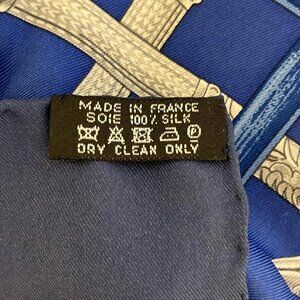 MADE IN FRANCE
SOIE 100% SILK
P
DRY CLEAN ONLY